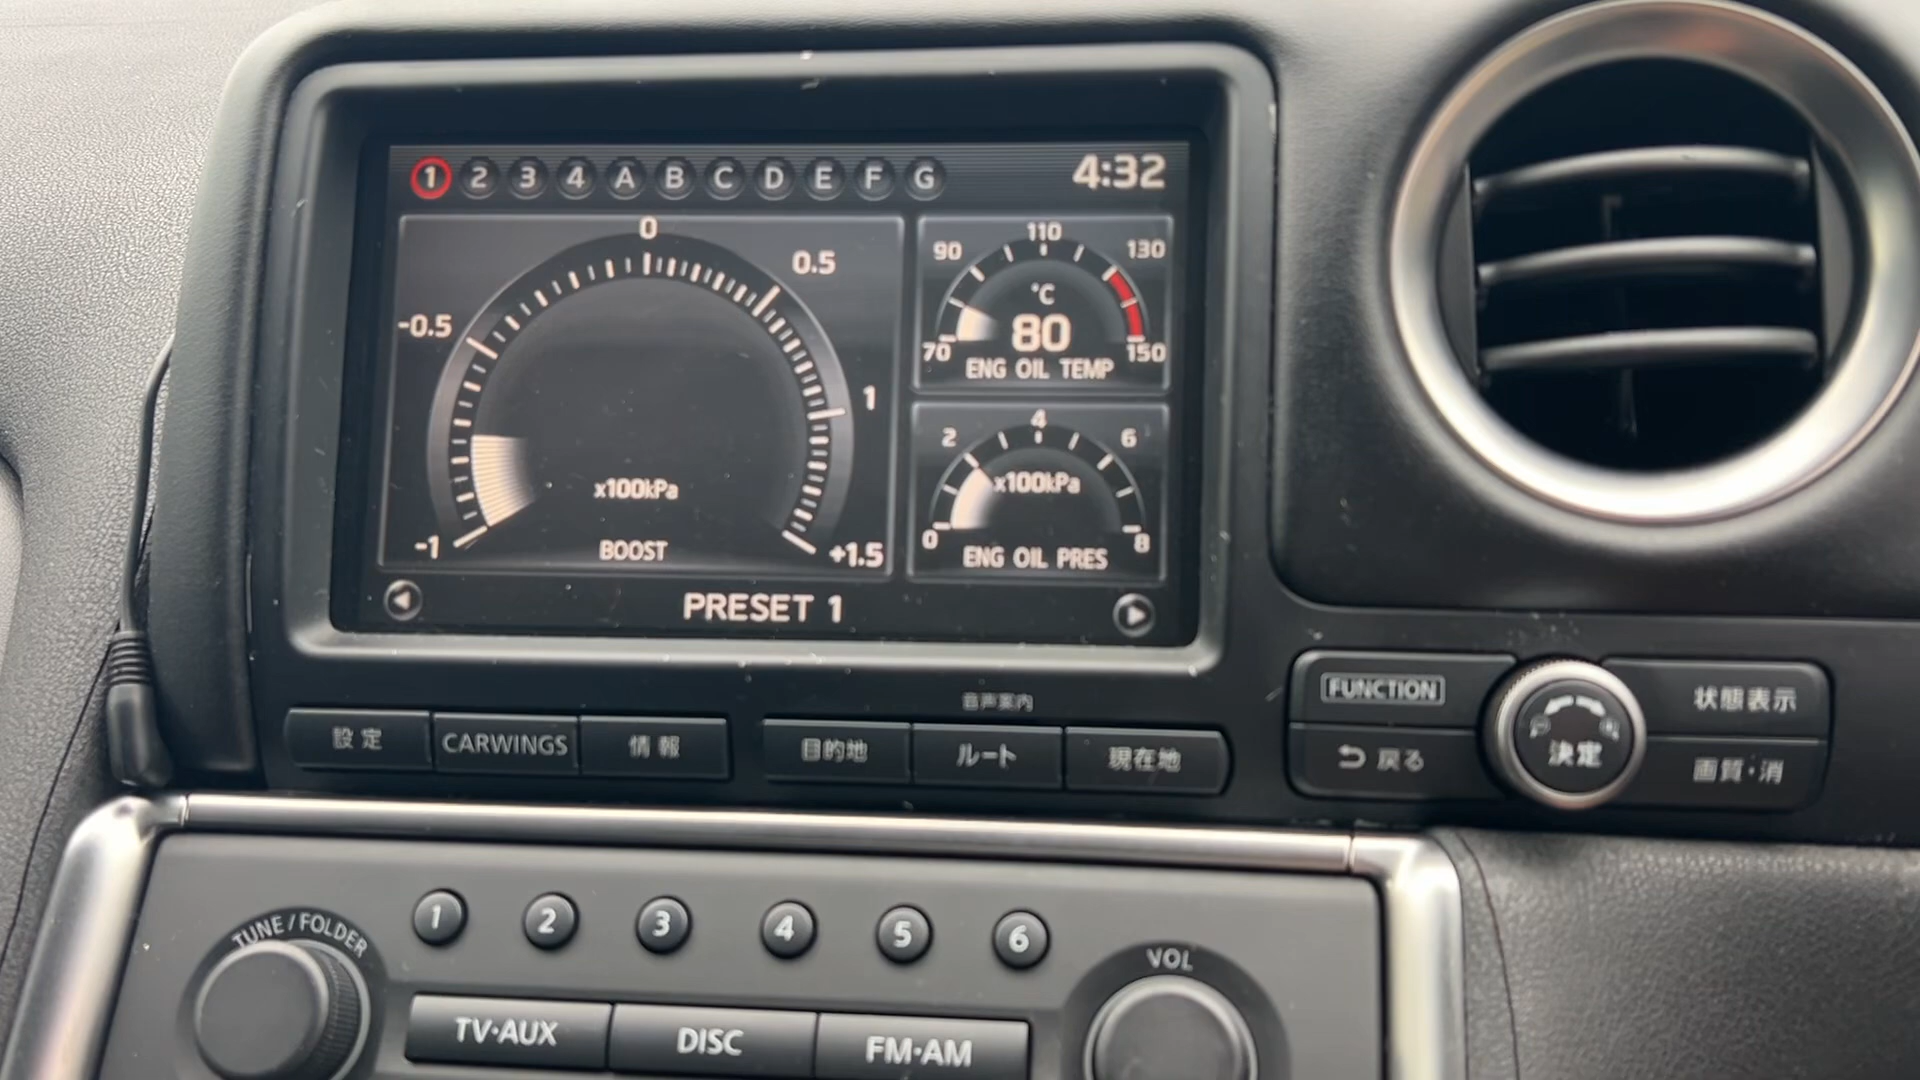 1 2 3 4 A B C D E F G 4:32
0
0.5
-0.5
1
x100kPa
-1 BOOST +1.5
90 110 130
°C
80
70 150
ENG OIL TEMP
2 4 6
x100kPa
0 8
ENG OIL PRES
PRESET 1
音声案内
設定 CARWINGS 情報 目的地 ルート 現在地
FUNCTION 状態表示
戻る 決定 画質・消
TUNE / FOLDER 1 2 3 4 5 6 VOL
TV・AUX DISC FM・AM